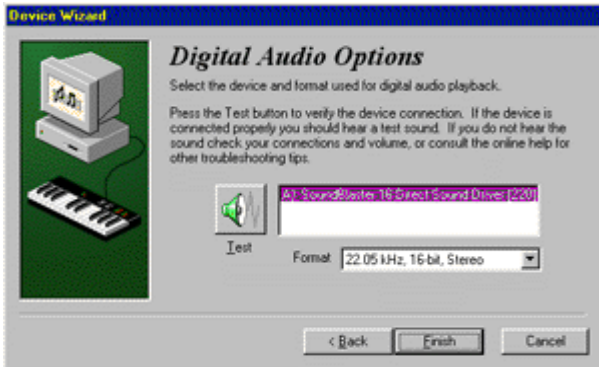 Device Wizard
Digital Audio Options
Select the device and format used for digital audio playback.
Press the Test button to verify the device connection. If the device is
connected properly you should hear a test sound. If you do not hear the
sound check your connections and volume, or consult the online help for
other troubleshooting tips.
A) SoundBlaster 16 Direct Sound Driver [220]
Test
Format 22.05 kHz, 16-bit, Stereo
< Back Finish Cancel